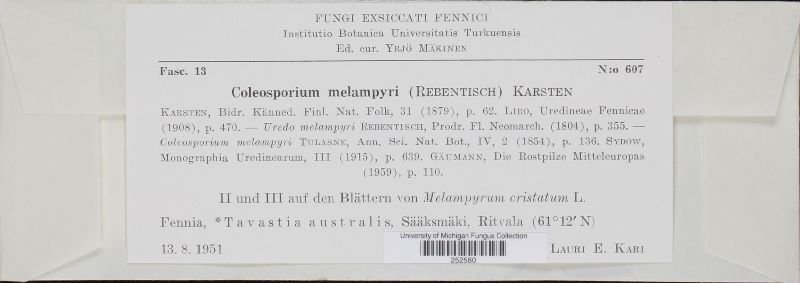 FUNGI EXSICCATI FENNICI
Institutio Botanica Universitatis Turkuensis
Ed. cur. YRJÖ MÄKINEN
Fasc. 13 N:o 607
Coleosporium melampyri (REBENTISCH) KARSTEN
KARSTEN, Bidr. Känned. Finl. Nat. Folk, 31 (1879), p. 62. LIRO, Uredineae Fennicae
(1908), p. 470. — Uredo melampyri REBENTISCH, Prodr. Fl. Neomarch. (1804), p. 355. —
Coleosporium melampyri TULASNE, Ann. Sci. Nat. Bot., IV, 2 (1854), p. 136. SYDOW,
Monographia Uredinearum, III (1915), p. 639. GÄUMANN, Die Rostpilze Mitteleuropas
(1959), p. 110.
II und III auf den Blättern von Melampyrum cristatum L.
Fennia, *Tavastia australis, Sääksmäki, Ritvala (61°12′ N)
University of Michigan Fungus Collection
13. 8. 1951 LAURI E. KARI
252580